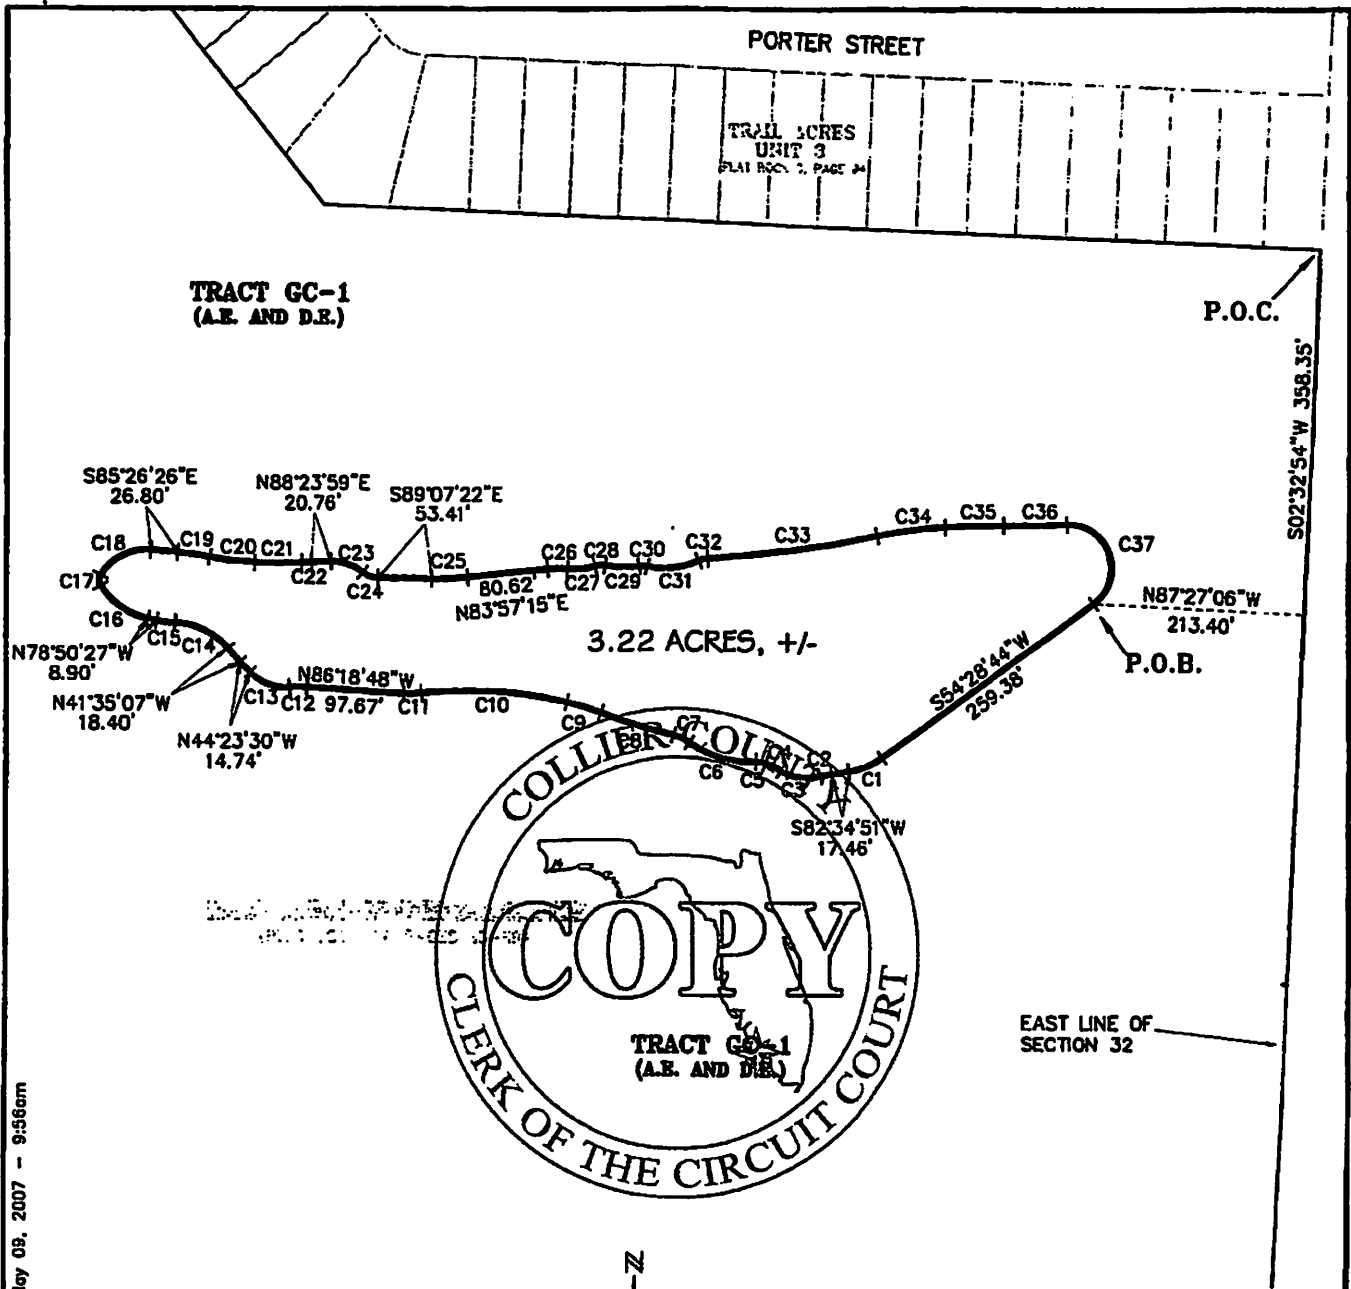 PORTER STREET
TRAIL ACRES
UNIT 3
PAGE
TRACT GC-1
(A.E. AND D.E.)
P.O.C.
S02°32'54"W 358.35'
S85°26'26"E
26.80'
N88°23'59"E
20.76'
S89°07'22"E
53.41'
C18
C19
C20
C21
C22
C23
C24
C25
80.62'
N83°57'15"E
C26
C27
C28
C29
C30
C31
C32
C33
C34
C35
C36
C37
C17
C16
C15
C14
N87°27'06"W
213.40'
P.O.B.
3.22 ACRES, +/-
S54°28'44"W
259.38'
N78°50'27"W
8.90'
N41°35'07"W
18.40'
N44°23'30"W
14.74'
C13
C12
N86°18'48"W
97.67'
C11
C10
C9
C8
C7
C6
C5
C4
C3
C2
C1
S82°34'51"W
17.46'
COLLIER COUNTY
COPY
CLERK OF THE CIRCUIT COURT
TRACT GC-1
(A.E. AND D.E.)
EAST LINE OF
SECTION 32
09, 2007 - 9:56am
N